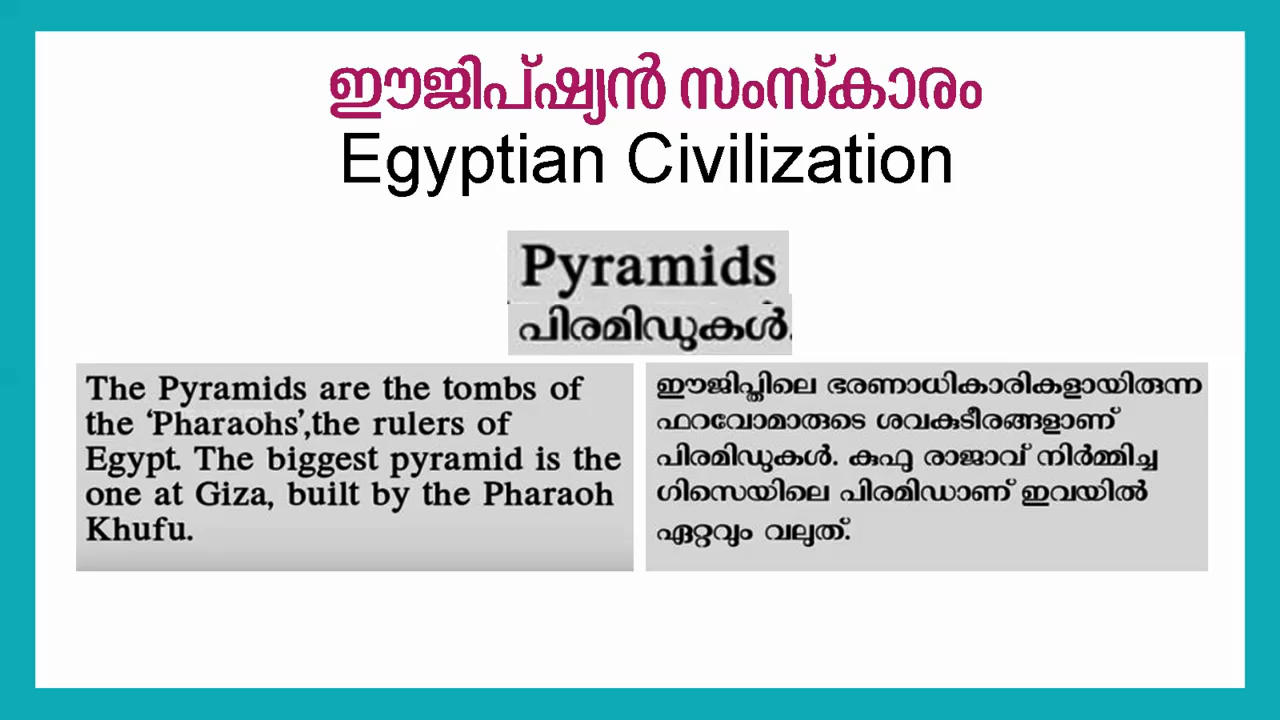 ഈജിപ്ഷ്യൻ സംസ്കാരം
Egyptian Civilization
Pyramids
പിരമിഡുകൾ.
The Pyramids are the tombs of
the ‘Pharaohs’,the rulers of
Egypt. The biggest pyramid is the
one at Giza, built by the Pharaoh
Khufu.
ഈജിപ്തിലെ ഭരണാധികാരികളായിരുന്ന
ഫറവോമാരുടെ ശവകുടീരങ്ങളാണ്
പിരമിഡുകൾ. കുഫു രാജാവ് നിർമ്മിച്ച
ഗിസെയിലെ പിരമിഡാണ് ഇവയിൽ
ഏറ്റവും വലുത്.